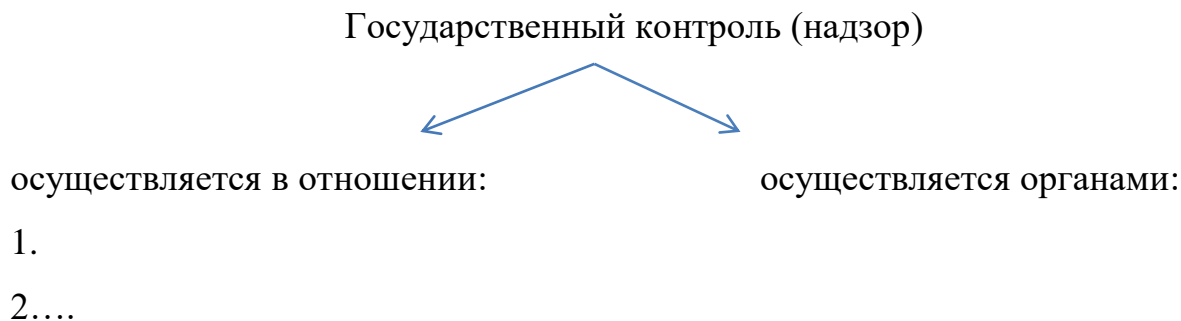 Государственный контроль (надзор)
осуществляется в отношении: осуществляется органами:
1.
2….